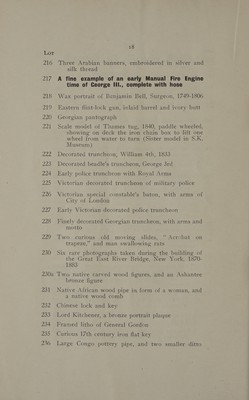 18
Lot
216 Three Arabian banners, embroidered in silver and
silk thread
217 A fine example of an early Manual Fire Engine
time of George III., complete with hose
218 Wax portrait of Benjamin Bell, Surgeon, 1749-1806
219 Eastern flint-lock gun, inlaid barrel and ivory butt
220 Georgian pantograph
221 Scale model of Thames tug, 1840, paddle wheeled,
showing on deck the iron chain box to lift one
wheel from water to turn (Sister model to S.K.
Museum)
222 Decorated truncheon, William 4th, 1831
223 Decorated beadle's truncheon, George 3rd
224 Early police truncheon with Royal Arms
225 Victorian decorated truncheon of military police
226 Victorian special constable's baton, with arms of
City of London
227 Early Victorian decorated police truncheon
228 Finely decorated Georgian truncheon, with arms and
motto
229 Two curious old moving slides, "Acrobat on
trapeze," and man swallowing rats
230 Six rare photographs taken during the building of
the Great East River Bridge, New York, 1870-
1883
230a Two native carved wood figures, and an Ashantee
bronze figure
231 Native African wood pipe in form of a woman, and
a native wood comb
232 Chinese lock and key
233 Lord Kitchener, a bronze portrait plaque
234 Framed litho of General Gordon
235 Curious 17th century iron flat key
236 Large Congo pottery pipe, and two smaller ditto